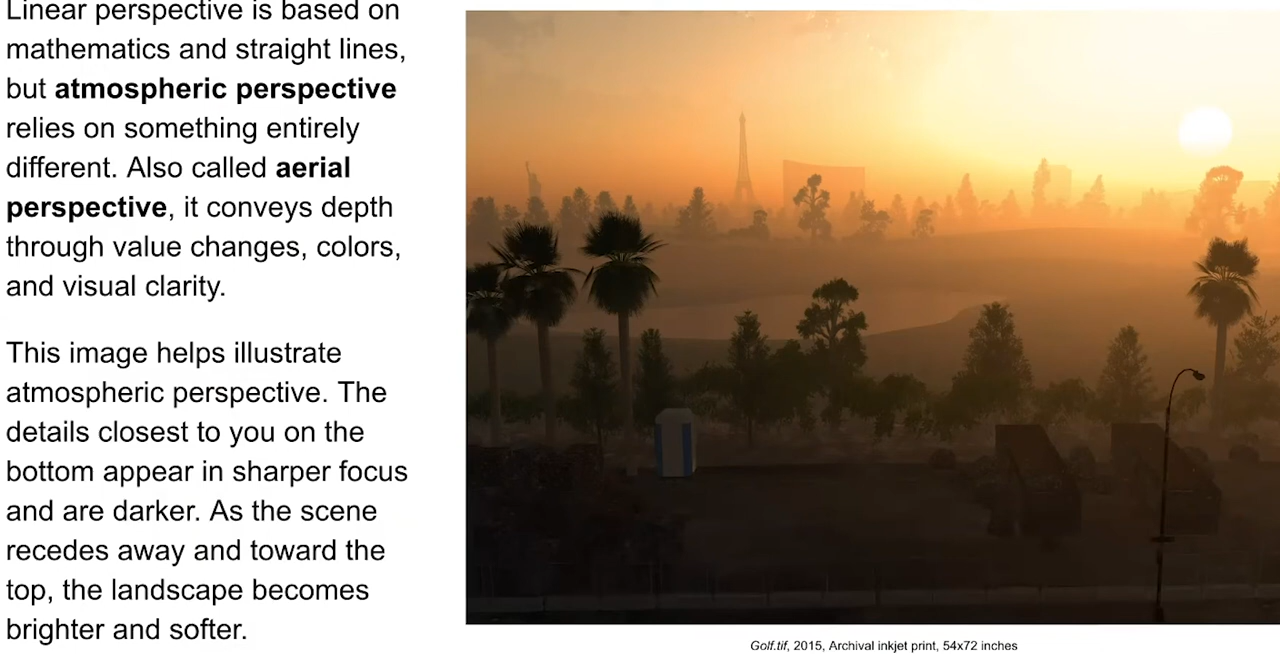 Linear perspective is based on
mathematics and straight lines,
but atmospheric perspective
relies on something entirely
different. Also called aerial
perspective, it conveys depth
through value changes, colors,
and visual clarity.
This image helps illustrate
atmospheric perspective. The
details closest to you on the
bottom appear in sharper focus
and are darker. As the scene
recedes away and toward the
top, the landscape becomes
brighter and softer.
Golf.tif, 2015, Archival inkjet print, 54x72 inches